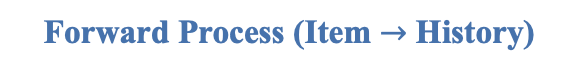 Forward Process (Item → History)